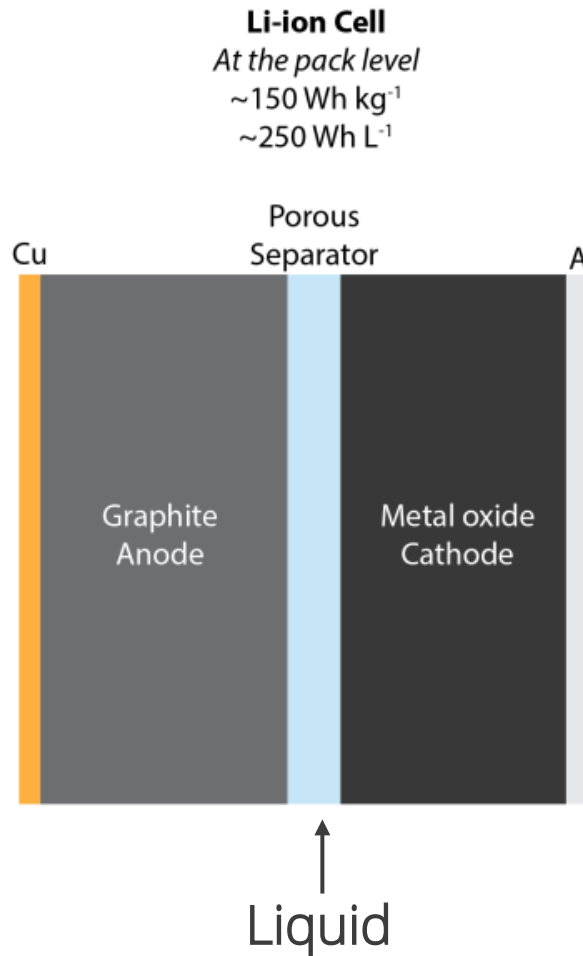 Li-ion Cell
At the pack level
~150 Wh kg⁻¹
~250 Wh L⁻¹
Porous
Cu Separator A
Graphite Metal oxide
Anode Cathode
Liquid